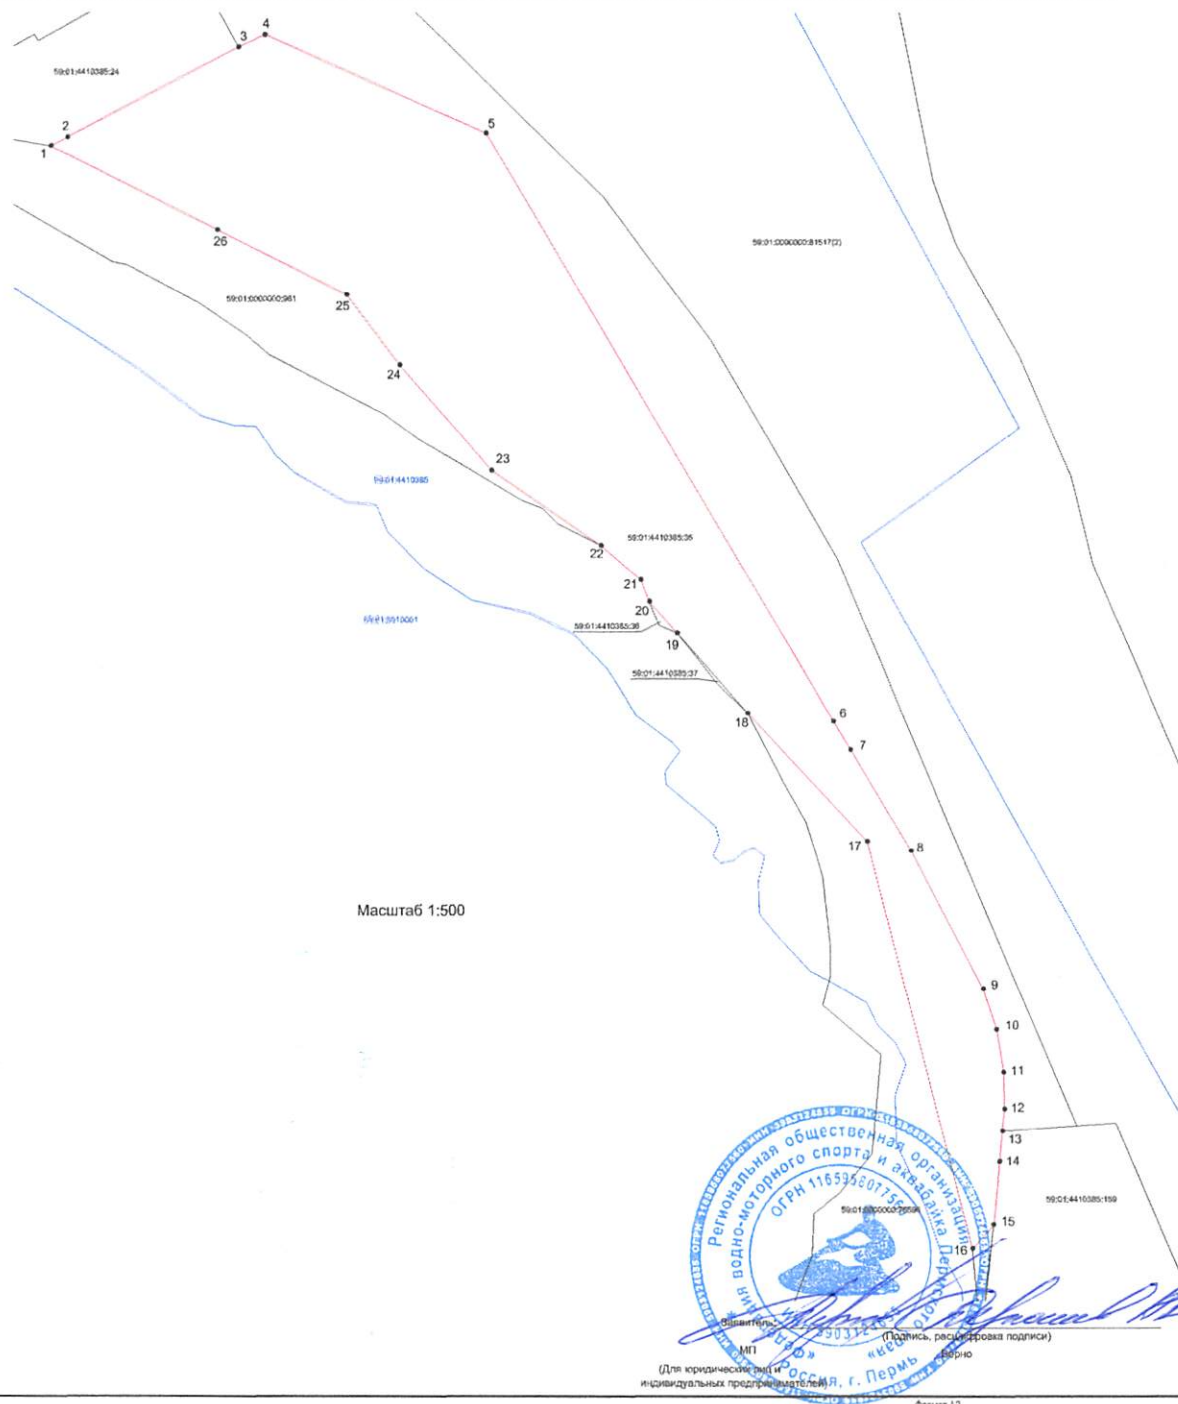 4
3
59:01:4410385:24
2
1
5
26
59:01:0000000:81517(2)
25
59:01:0000000:981
24
23
59:01:4410385
22
59:01:4410385:35
21
20
59:01:4410385:36
19
59:01:4410385:37
18
6
7
17
8
Масштаб 1:500
9
10
11
12
13
14
59:01:4410385:159
15
16
Региональная общественная организация
водно-моторного спорта и аквабайка Пермского края»
«Федерация
ОГРН
Россия, г. Пермь
Заявитель:
(Подпись, расшифровка подписи)
МП
Верно
(Для юридических лиц и
индивидуальных предпринимателей)